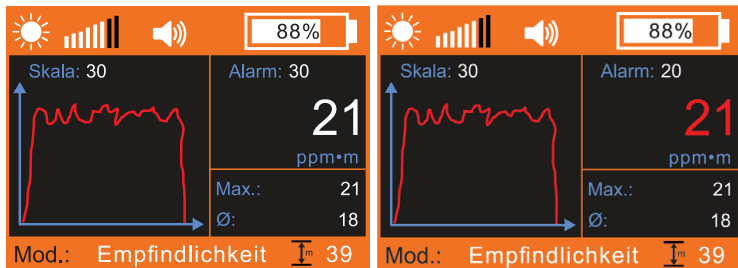 88%
Skala: 30
Alarm: 30
21
ppm•m
Max.: 21
Ø: 18
Mod.: Empfindlichkeit m 39
88%
Skala: 30
Alarm: 20
21
ppm•m
Max.: 21
Ø: 18
Mod.: Empfindlichkeit m 39